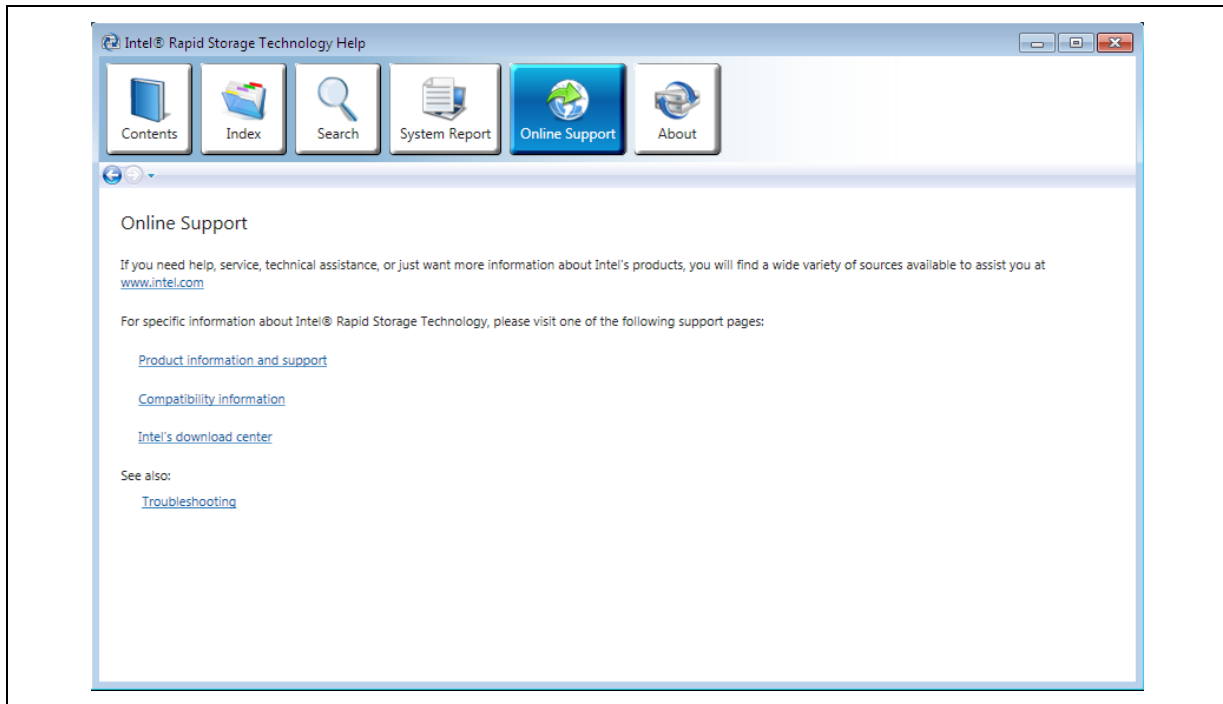 Intel® Rapid Storage Technology Help
Contents
Index
Search
System Report
Online Support
About
Online Support
If you need help, service, technical assistance, or just want more information about Intel's products, you will find a wide variety of sources available to assist you at
www.intel.com
For specific information about Intel® Rapid Storage Technology, please visit one of the following support pages:
Product information and support
Compatibility information
Intel's download center
See also:
Troubleshooting